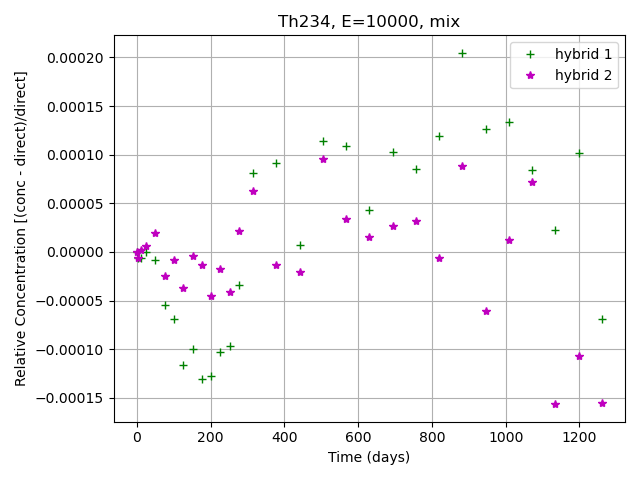 Th234, E=10000, mix
hybrid 1
hybrid 2
Relative Concentration [(conc - direct)/direct]
0.00020
0.00015
0.00010
0.00005
0.00000
−0.00005
−0.00010
−0.00015
0 200 400 600 800 1000 1200
Time (days)